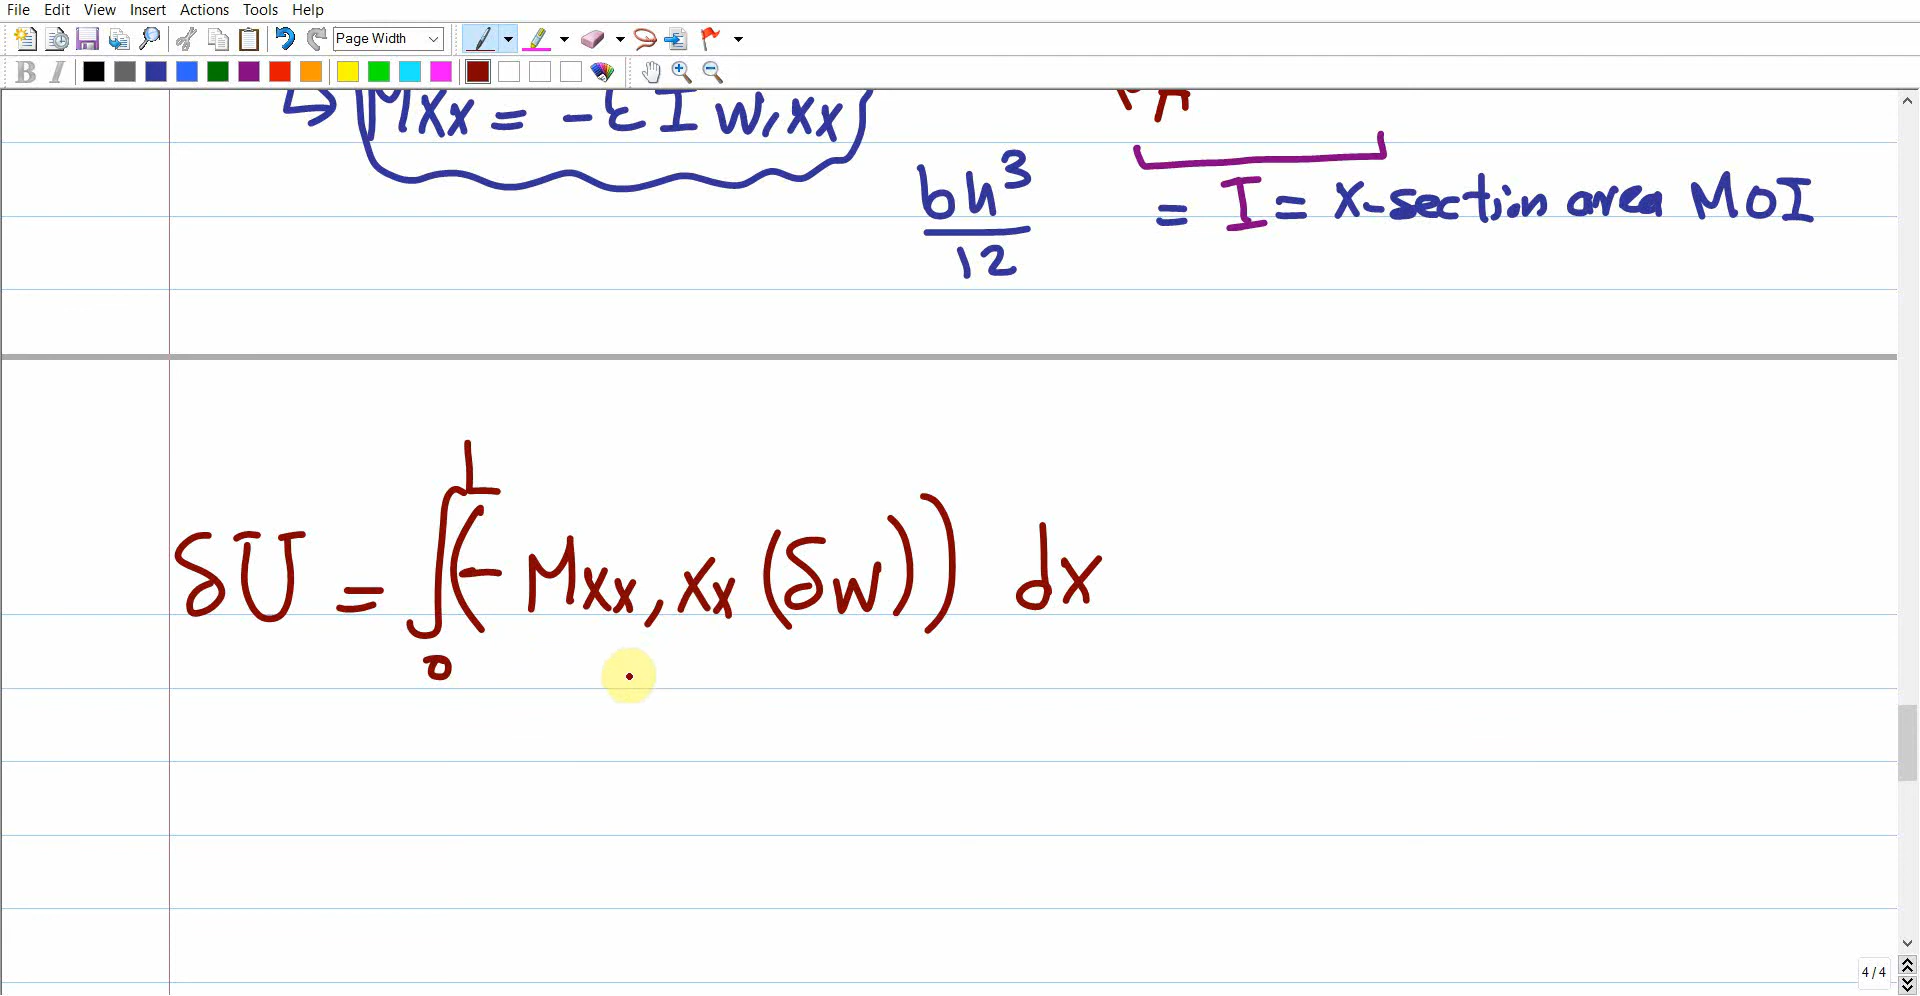 File Edit View Insert Actions Tools Help
Page Width
B I
↳ Mxx = -EI w,xx
A
bh³
12
= I = x-section area MOI
L
δU = ∫(- Mxx,xx (δw)) dx
0
4/4